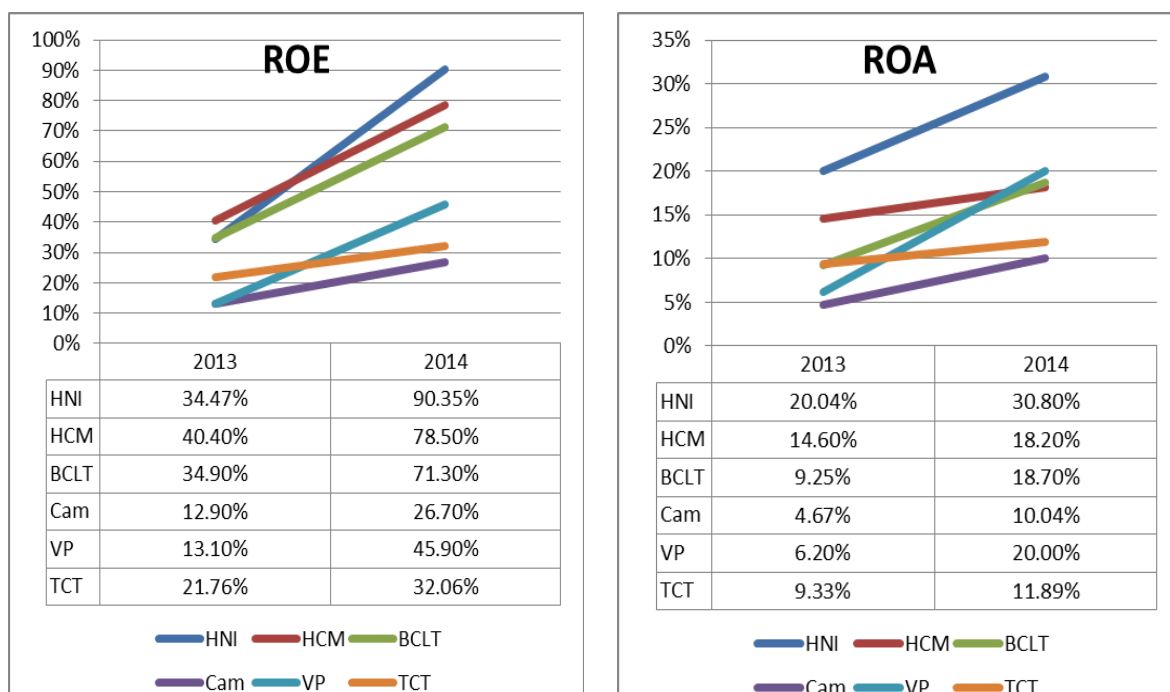 ROE
100%
90%
80%
70%
60%
50%
40%
30%
20%
10%
0%
2013 2014
HNI 34.47% 90.35%
HCM 40.40% 78.50%
BCLT 34.90% 71.30%
Cam 12.90% 26.70%
VP 13.10% 45.90%
TCT 21.76% 32.06%
HNI HCM BCLT
Cam VP TCT
ROA
35%
30%
25%
20%
15%
10%
5%
0%
2013 2014
HNI 20.04% 30.80%
HCM 14.60% 18.20%
BCLT 9.25% 18.70%
Cam 4.67% 10.04%
VP 6.20% 20.00%
TCT 9.33% 11.89%
HNI HCM BCLT
Cam VP TCT